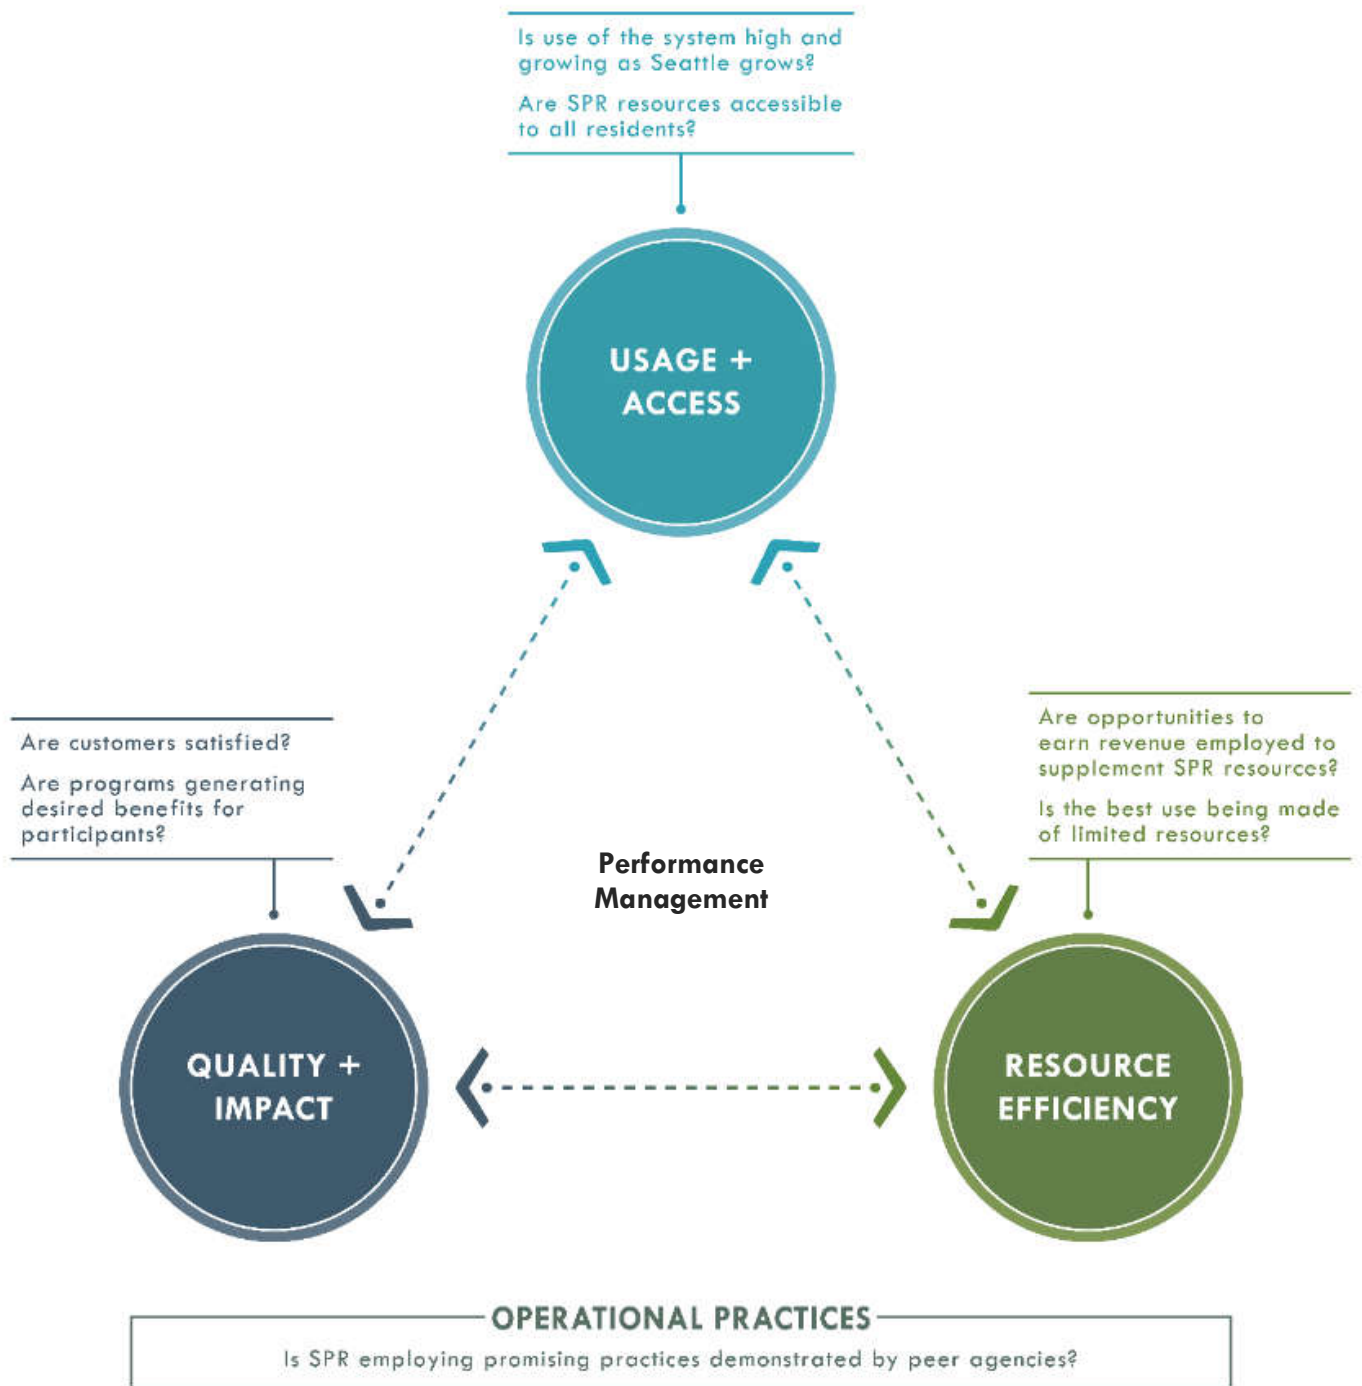 Is use of the system high and
growing as Seattle grows?
Are SPR resources accessible
to all residents?
USAGE +
ACCESS
Are customers satisfied?
Are programs generating
desired benefits for
participants?
Are opportunities to
earn revenue employed to
supplement SPR resources?
Is the best use being made
of limited resources?
Performance
Management
QUALITY +
IMPACT
RESOURCE
EFFICIENCY
OPERATIONAL PRACTICES
Is SPR employing promising practices demonstrated by peer agencies?